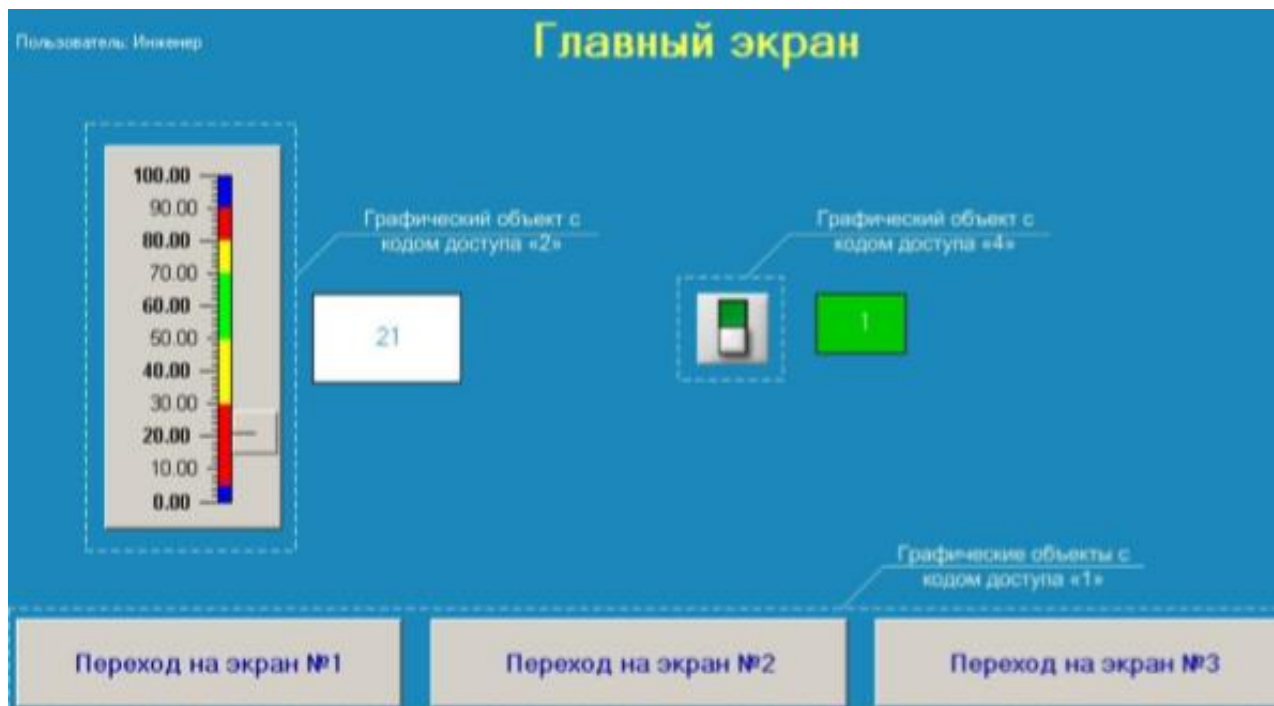 Пользователь: Инженер
Главный экран
100.00
90.00
80.00
70.00
60.00
50.00
40.00
30.00
20.00
10.00
0.00
Графический объект с
кодом доступа «2»
21
Графический объект с
кодом доступа «4»
1
Графические объекты с
кодом доступа «1»
Переход на экран №1
Переход на экран №2
Переход на экран №3